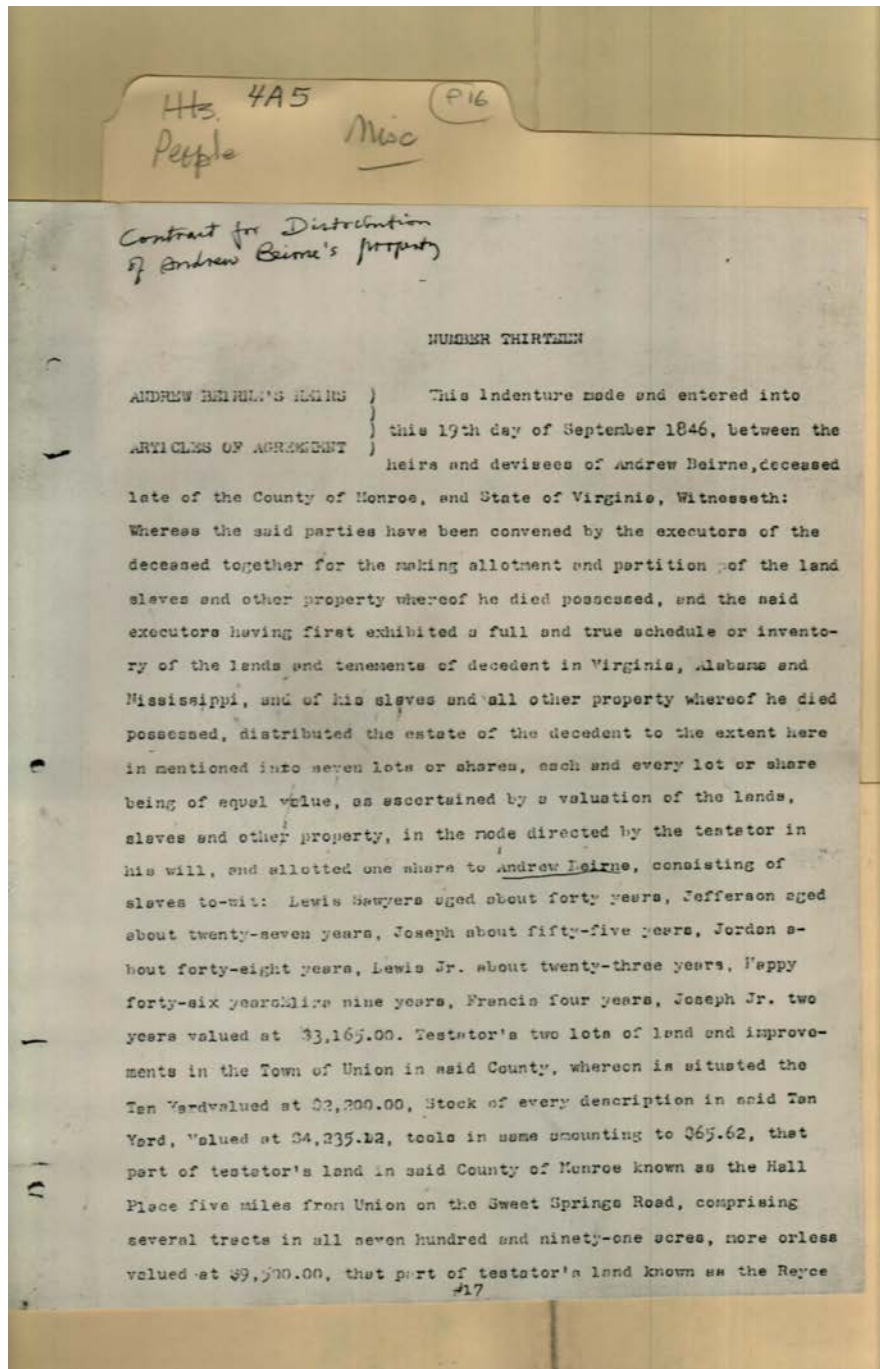 Hts. 4A5 P16
People Misc
Contract for Distribution
of Andrew Beirne's property
NUMBER THIRTEEN
ANDREW BEIRNE'S HEIRS ) This Indenture made and entered into
)
ARTICLES OF AGREEMENT ) this 19th day of September 1846, between the
heirs and devisees of Andrew Beirne,deceased
late of the County of Monroe, and State of Virginia, Witnesseth:
Whereas the said parties have been convened by the executors of the
deceased together for the making allotment and partition of the land
slaves and other property whereof he died possessed, and the said
executors having first exhibited a full and true schedule or invento-
ry of the lands and tenements of decedent in Virginia, Alabama and
Mississippi, and of his slaves and all other property whereof he died
possessed, distributed the estate of the decedent to the extent here
in mentioned into seven lots or shares, each and every lot or share
being of equal value, as ascertained by a valuation of the lands,
slaves and other property, in the mode directed by the testator in
his will, and allotted one share to Andrew Beirne, consisting of
slaves to-wit: Lewis Sawyers aged about forty years, Jefferson aged
about twenty-seven years, Joseph about fifty-five years, Jordan a-
bout forty-eight years, Lewis Jr. about twenty-three years,
forty-six nine years, Francis four years, Joseph Jr. two
years valued at $3,165.00. Testator's two lots of land and improve-
ments in the Town of Union in said County, whereon is situated the
Tan Yardvalued at $2,200.00, Stock of every description in said Tan
Yard, Valued at $4,235.12, tools in same amounting to $65.62, that
part of testator's land in said County of Monroe known as the Hall
Place five miles from Union on the Sweet Springs Road, comprising
several tracts in all seven hundred and ninety-one acres, more orless
valued at $9,500.00, that part of testator's land known as the Reyce
#17